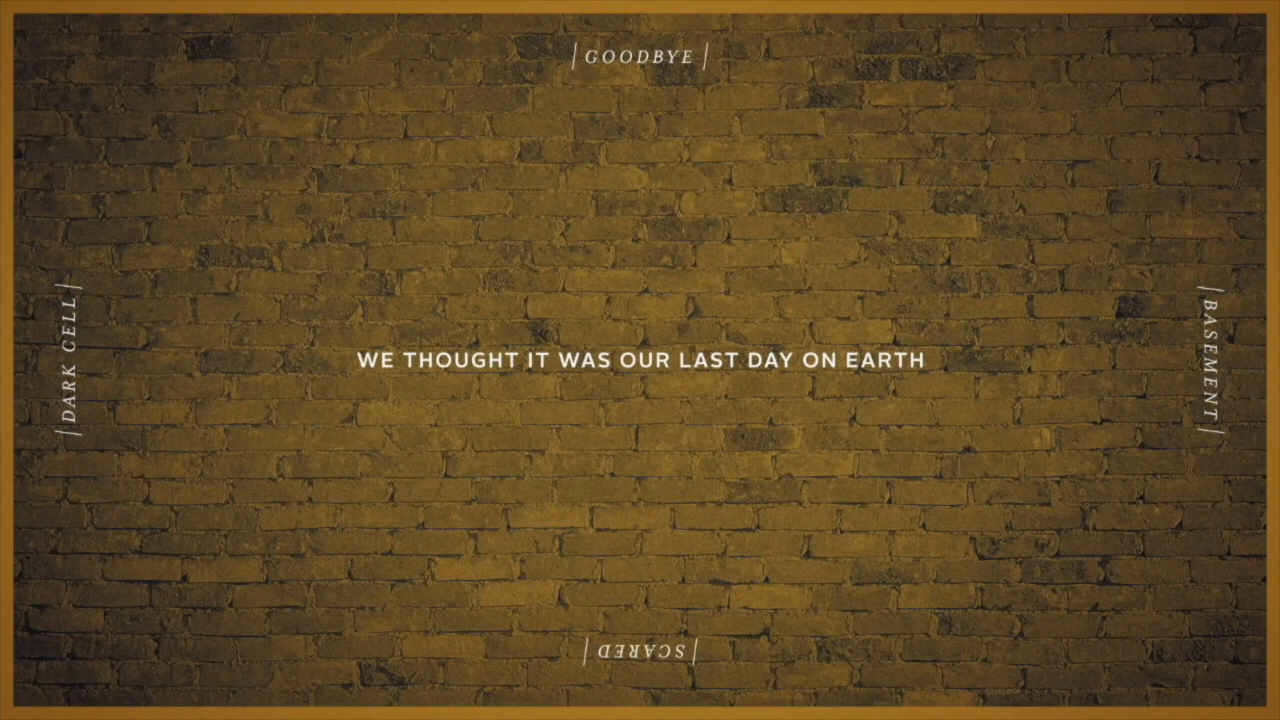 | GOODBYE |
| DARK CELL |
WE THOUGHT IT WAS OUR LAST DAY ON EARTH
| BASEMENT |
| SCARED |